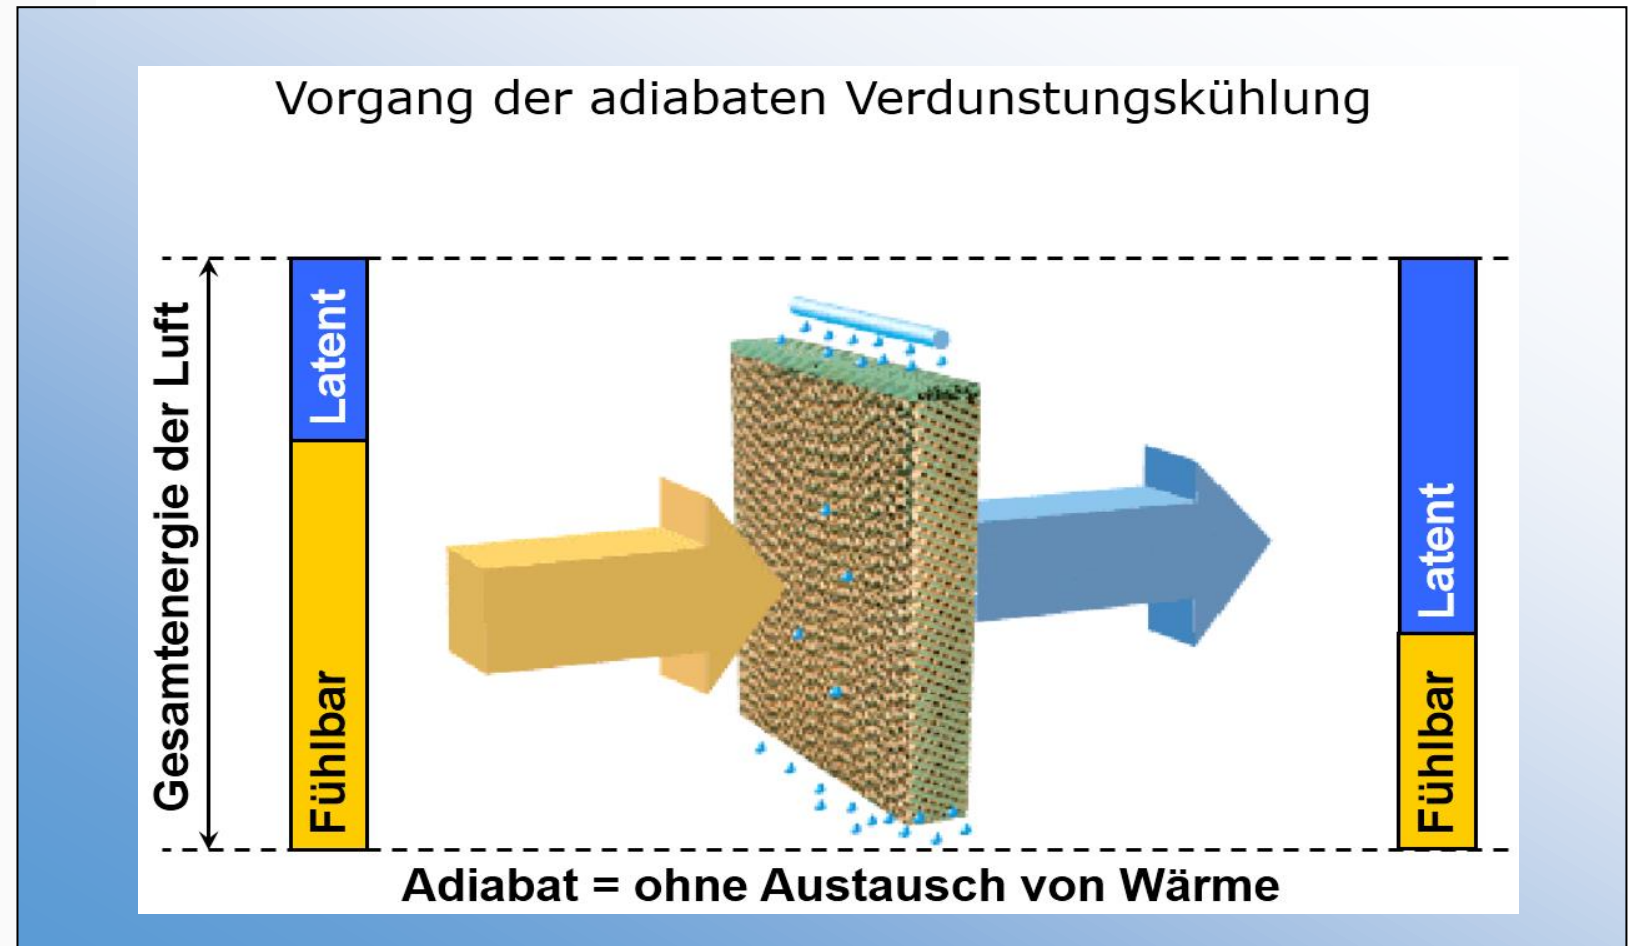 Vorgang der adiabaten Verdunstungskühlung
Gesamtenergie der Luft
Latent
Fühlbar
Latent
Fühlbar
Adiabat = ohne Austausch von Wärme